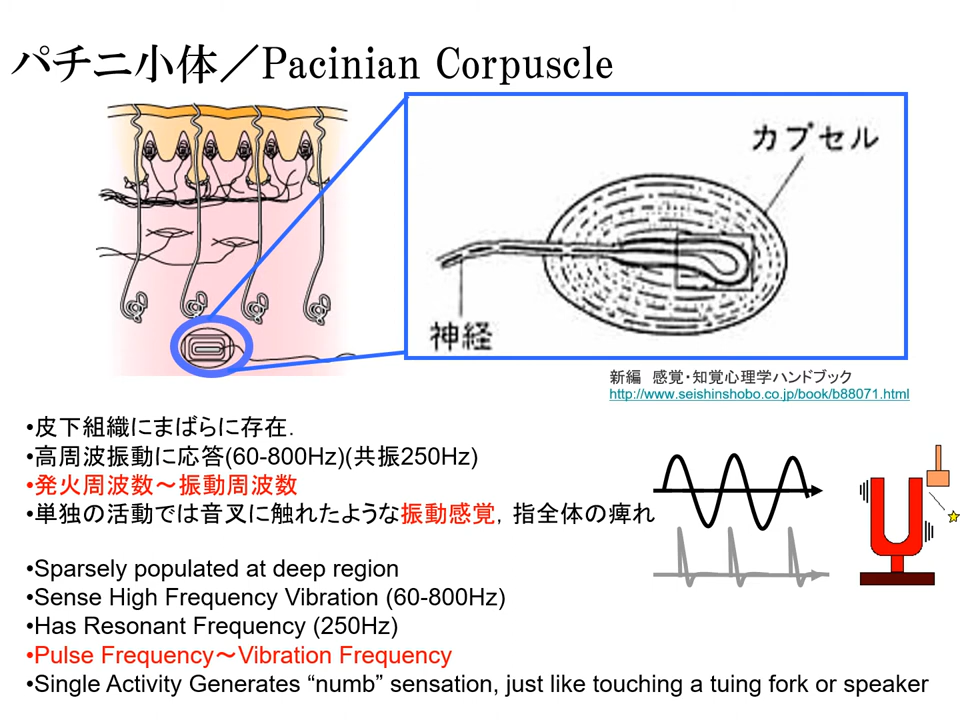 パチニ小体／Pacinian Corpuscle
カプセル
神経
新編　感覚・知覚心理学ハンドブック
http://www.seishinshobo.co.jp/book/b88071.html
•皮下組織にまばらに存在．
•高周波振動に応答(60-800Hz)(共振250Hz)
•発火周波数～振動周波数
•単独の活動では音叉に触れたような振動感覚，指全体の痺れ
•Sparsely populated at deep region
•Sense High Frequency Vibration (60-800Hz)
•Has Resonant Frequency (250Hz)
•Pulse Frequency～Vibration Frequency
•Single Activity Generates “numb” sensation, just like touching a tuing fork or speaker